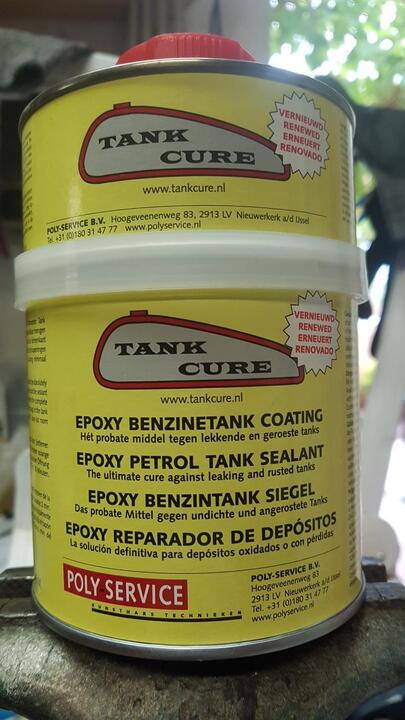 TANK
CURE
VERNIEUWD
RENEWED
ERNEUERT
RENOVADO
www.tankcure.nl
POLY-SERVICE B.V. Hoogeveenenweg 83, 2913 LV Nieuwerkerk a/d IJssel
Tel. +31 (0)180 31 47 77 www.polyservice.nl
TANK
CURE
VERNIEUWD
RENEWED
ERNEUERT
RENOVADO
www.tankcure.nl
EPOXY BENZINETANK COATING
Hét probate middel tegen lekkende en geroeste tanks
EPOXY PETROL TANK SEALANT
The ultimate cure against leaking and rusted tanks
EPOXY BENZINTANK SIEGEL
Das probate Mittel gegen undichte und angerostete Tanks
EPOXY REPARADOR DE DEPÓSITOS
La solución definitiva para depósitos oxidados o con pérdidas
POLY-SERVICE
KUNSTHARS TECHNIEKEN
POLY-SERVICE B.V.
Hoogeveenenweg 83
2913 LV Nieuwerkerk a/d IJssel
Tel. +31 (0)180 31 47 77
www.polyservice.nl